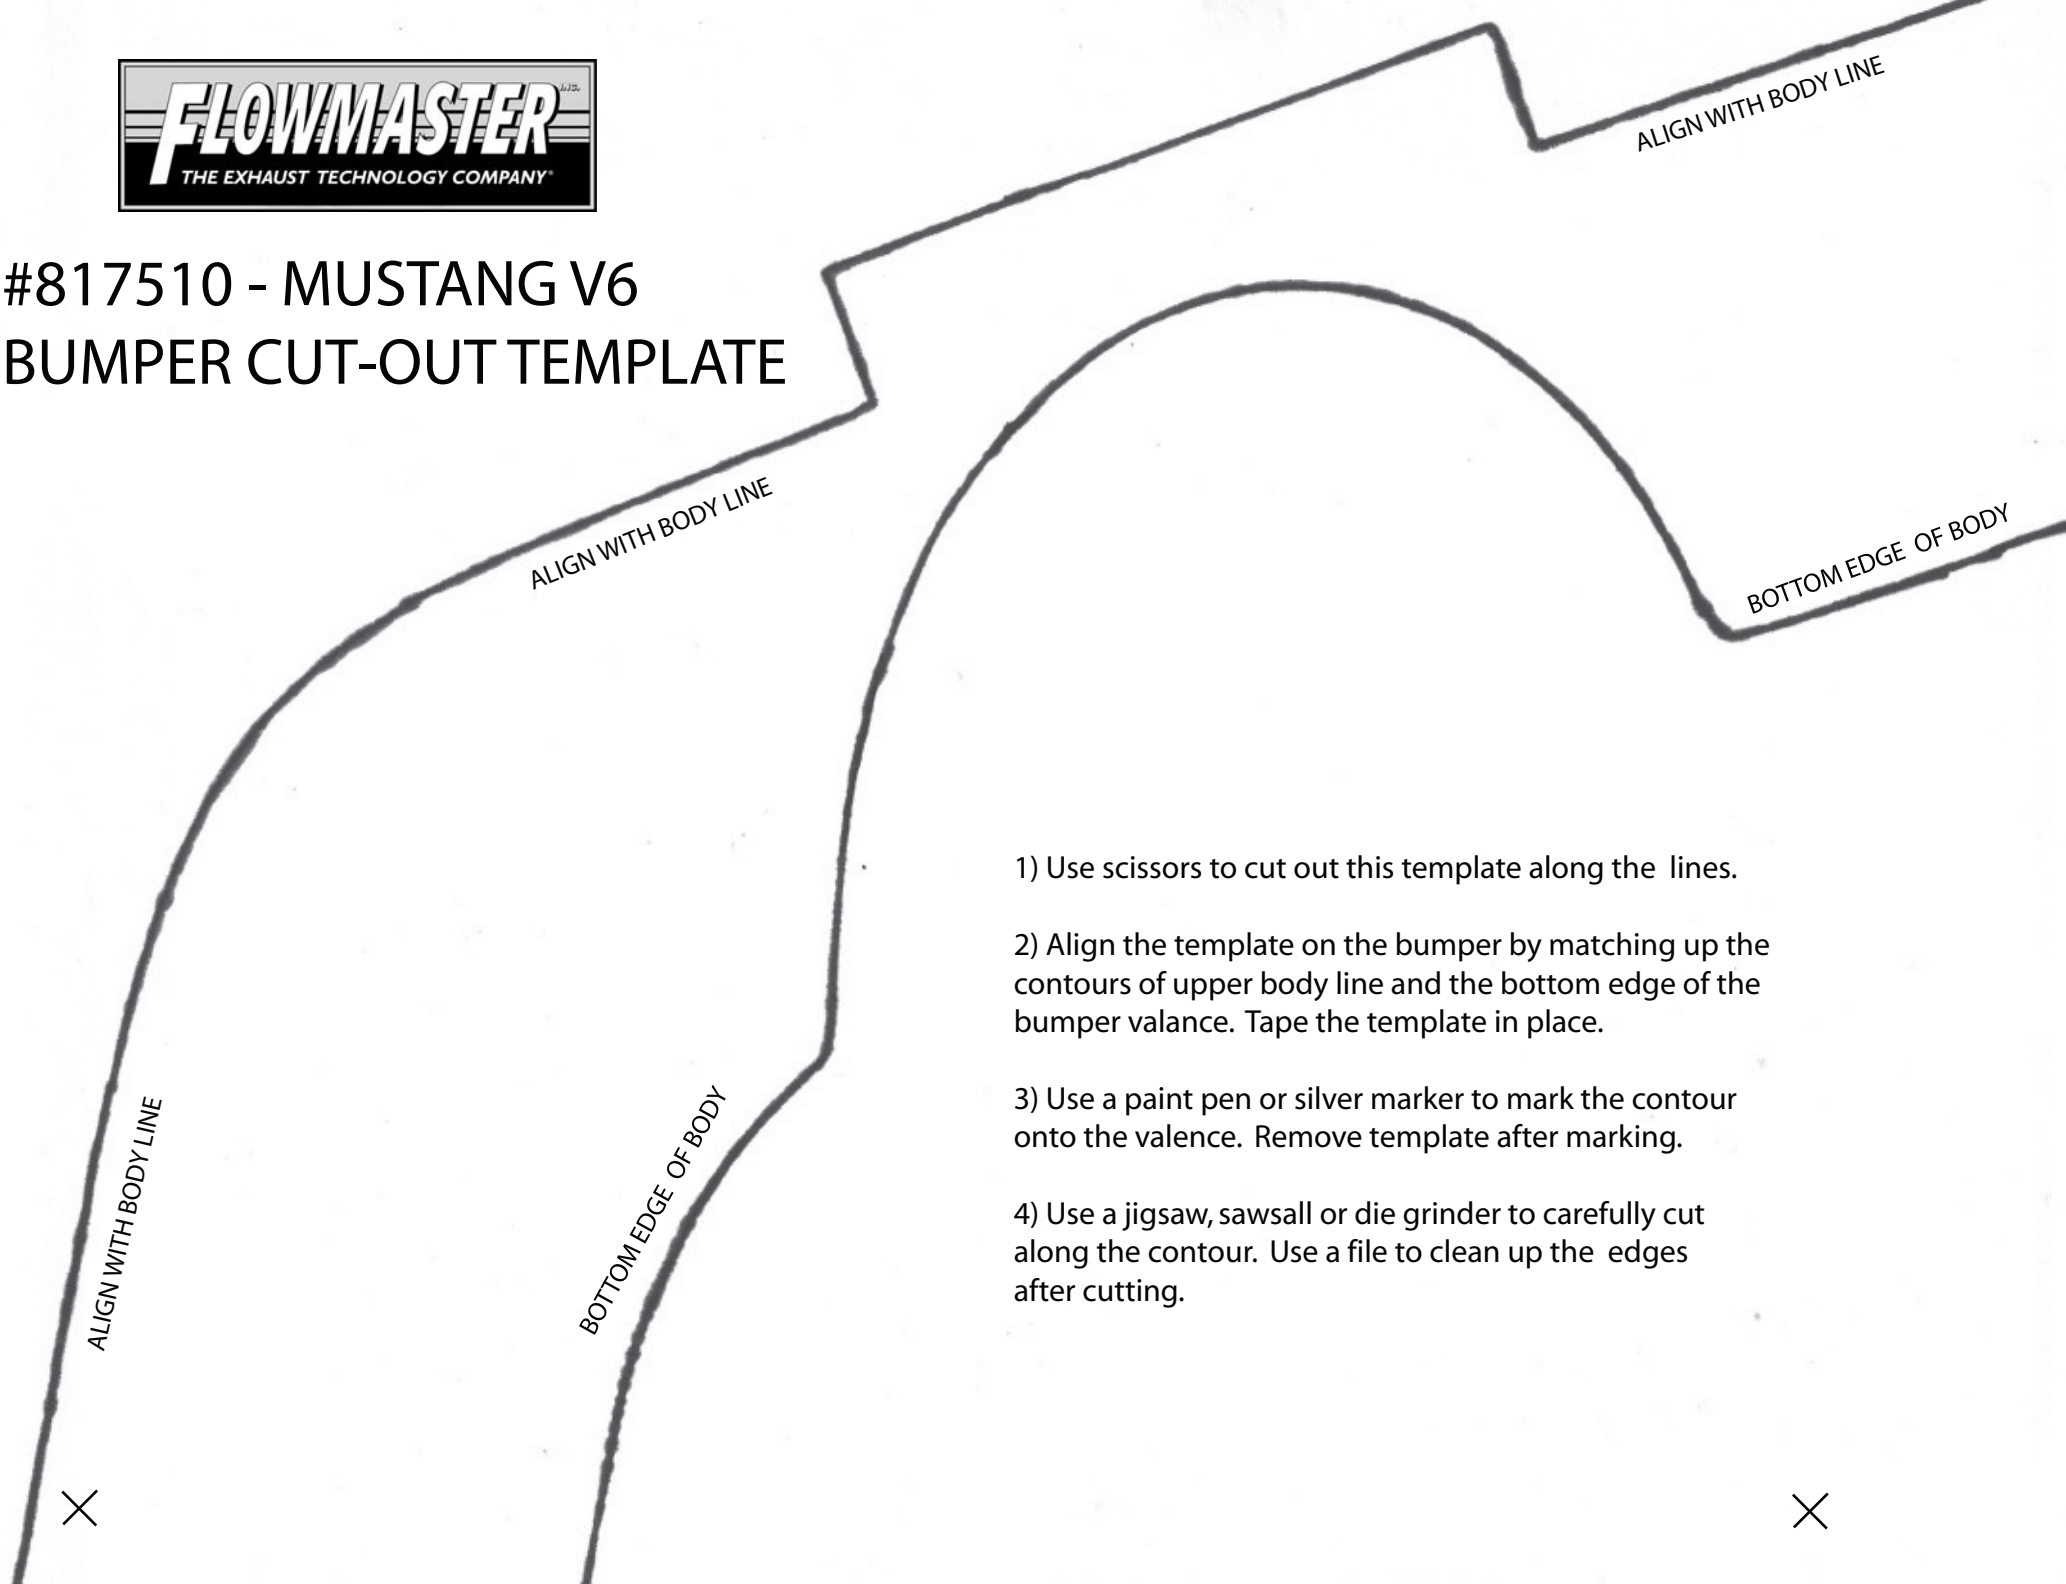 FLOWMASTER INC.
THE EXHAUST TECHNOLOGY COMPANY
#817510 - MUSTANG V6
BUMPER CUT-OUT TEMPLATE
ALIGN WITH BODY LINE
ALIGN WITH BODY LINE
BOTTOM EDGE OF BODY
ALIGN WITH BODY LINE
BOTTOM EDGE OF BODY
1) Use scissors to cut out this template along the lines.
2) Align the template on the bumper by matching up the
contours of upper body line and the bottom edge of the
bumper valance. Tape the template in place.
3) Use a paint pen or silver marker to mark the contour
onto the valence. Remove template after marking.
4) Use a jigsaw, sawsall or die grinder to carefully cut
along the contour. Use a file to clean up the edges
after cutting.